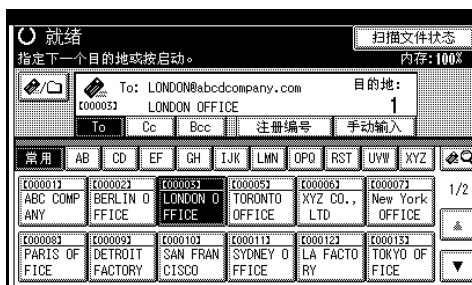 就绪 扫描文件状态
指定下一个目的地或按启动。 内存:100%
To: LONDON@abcdcompany.com 目的地:
[00003] LONDON OFFICE 1
To Cc Bcc 注册编号 手动输入
常用 AB CD EF GH IJK LMN OPQ RST UVW XYZ
[00001] [00002] [00003] [00005] [00006] [00007]
ABC COMP BERLIN O LONDON O TORONTO XYZ CO., New York 1/2
ANY FFICE FFICE OFFICE LTD OFFICE
[00008] [00009] [00010] [00011] [00012] [00013]
PARIS OF DETROIT SAN FRAN SYDNEY O LA FACTO TOKYO OF
FICE FACTORY CISCO FFICE RY FICE